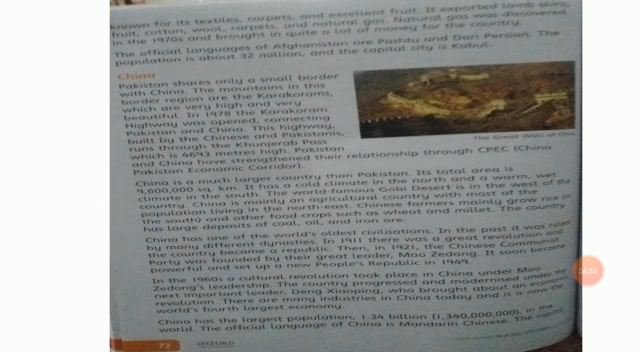 known for its textiles, carpets, and excellent fruit. It exported lamb skins,
fruit, cotton, wool, carpets, and natural gas. Natural gas was discovered
in the 1970s and brought in quite a lot of money for the country.
The official languages of Afghanistan are Pashtu and Dari Persian. The
population is about 32 million, and the capital city is Kabul.
China
Pakistan shares only a small border
with China. The mountains in this
border region are the Karakorams,
which are very high and very
beautiful. In 1978 the Karakoram
Highway was opened, connecting
Pakistan and China. This highway,
built by the Chinese and Pakistanis,
runs through the Khunjerab Pass
which is 4693 metres high. Pakistan
The Great Wall of
and China have strengthened their relationship through CPEC (China
Pakistan Economic Corridor).
China is a much larger country than Pakistan. Its total area is
9,600,000 sq. km. It has a cold climate in the north and a warm, wet
climate in the south. The world-famous Gobi Desert is in the west of the
country. China is mainly an agricultural country with most of the
population living in the north-east. Chinese farmers mainly grow rice (in
the south) and other food crops such as wheat and millet. The country
has large deposits of coal, oil, and iron ore.
China has one of the world's oldest civilisations. In the past it was ruled
by many different dynasties. In 1911 there was a great revolution and
the country became a republic. Then, in 1921, the Chinese Communist
Party was founded by their great leader, Mao Zedong. It soon became
powerful and set up a new People's Republic in 1949.
In the 1960s a cultural revolution took place in China under Mao
Zedong's leadership. The country progressed and modernised under the
next important leader, Deng Xiaoping, who brought about an economic
revolution. There are many industries in China today and it is now the
world's fourth largest economy.
China has the largest population, 1.34 billion (1,340,000,000), in the
world. The official language of China is Mandarin Chinese. The capital
72
OXFORD